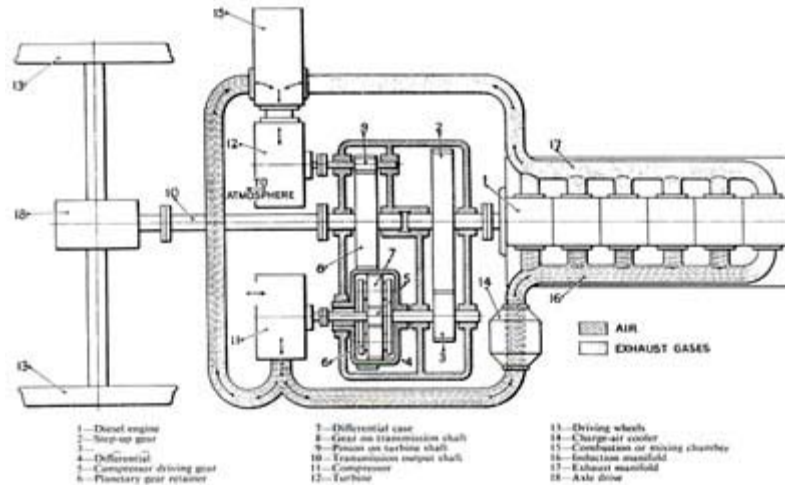 15
13
12
9
2
17
TO
ATMOSPHERE
1
10
18
7
8
5
14
16
11
6
4
3
13
AIR
EXHAUST GASES
1—Diesel engine
2—Step-up gear
3—
4—Differential
5—Compressor driving gear
6—Planetary gear retainer
7—Differential case
8—Gear on transmission shaft
9—Pinion on turbine shaft
10—Transmission output shaft
11—Compressor
12—Turbine
13—Driving wheels
14—Charge-air cooler
15—Combustion or mixing chamber
16—Induction manifold
17—Exhaust manifold
18—Axle drive